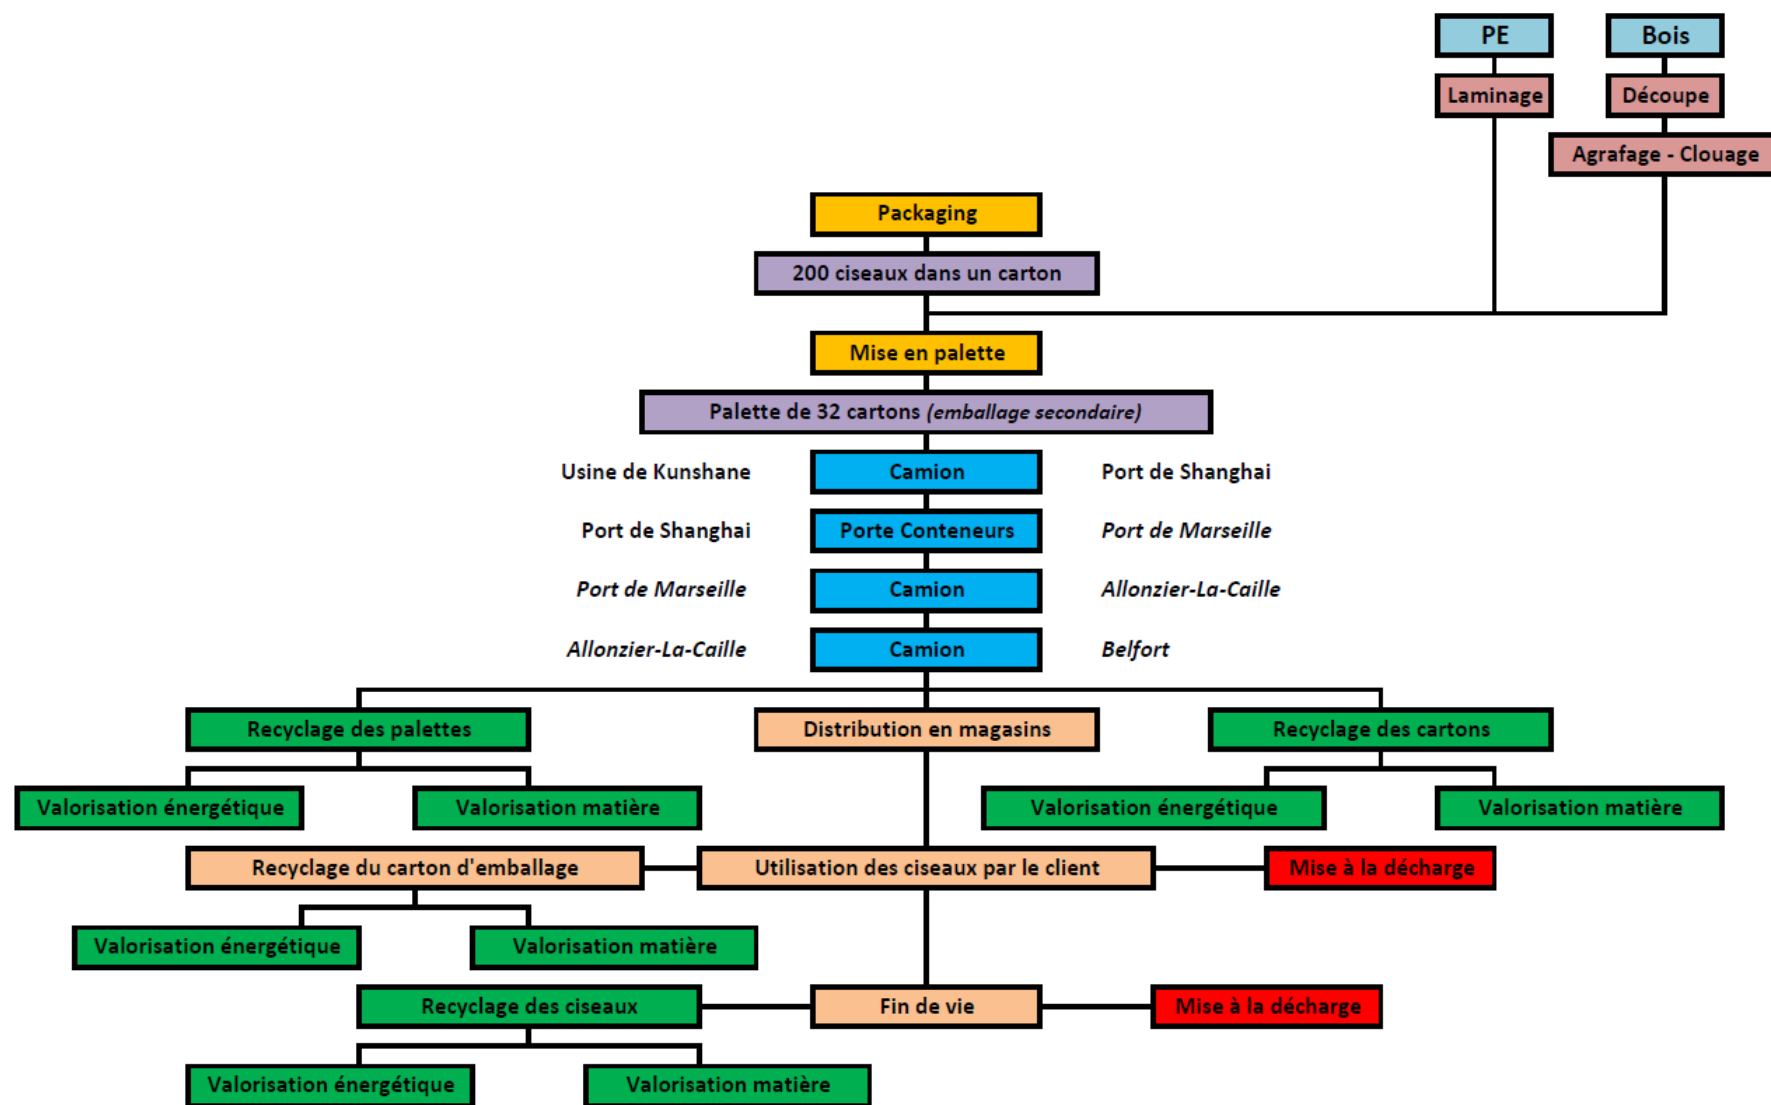 PE
Bois
Laminage
Découpe
Agrafage - Clouage
Packaging
200 ciseaux dans un carton
Mise en palette
Palette de 32 cartons (emballage secondaire)
Usine de Kunshane
Camion
Port de Shanghai
Port de Shanghai
Porte Conteneurs
Port de Marseille
Port de Marseille
Camion
Allonzier-La-Caille
Allonzier-La-Caille
Camion
Belfort
Recyclage des palettes
Distribution en magasins
Recyclage des cartons
Valorisation énergétique
Valorisation matière
Valorisation énergétique
Valorisation matière
Recyclage du carton d'emballage
Utilisation des ciseaux par le client
Mise à la décharge
Valorisation énergétique
Valorisation matière
Recyclage des ciseaux
Fin de vie
Mise à la décharge
Valorisation énergétique
Valorisation matière